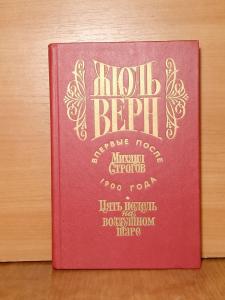 ЖЮЛЬ
ВЕРН
ВПЕРВЫЕ ПОСЛЕ
Михаил
Строгов
1900 ГОДА
Пять недель
на
воздушном
шаре